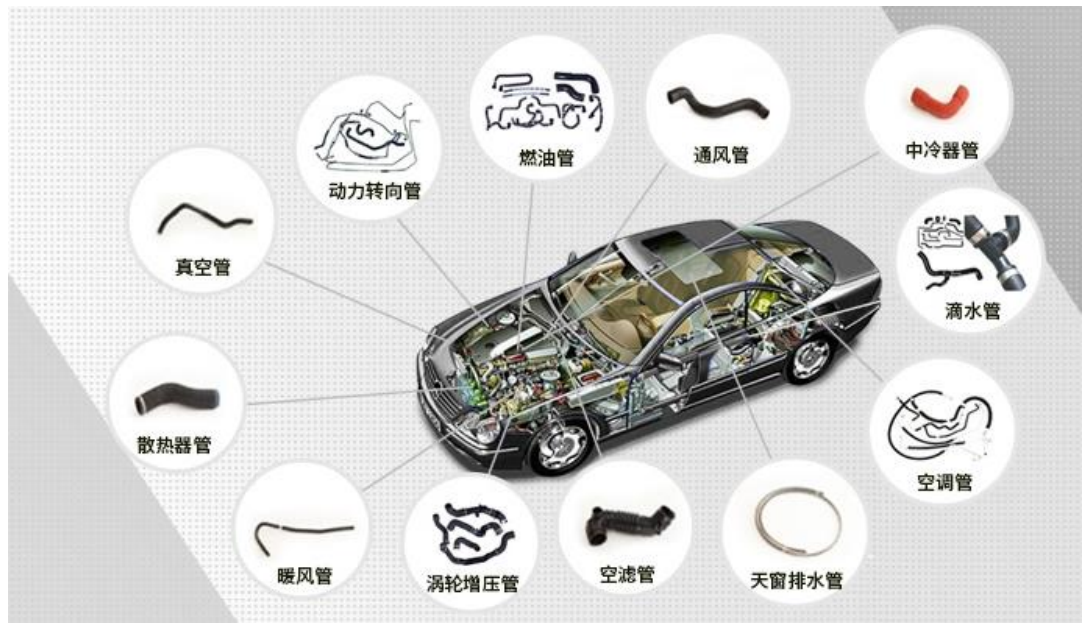 燃油管
通风管
中冷器管
动力转向管
真空管
滴水管
散热器管
空调管
暖风管
涡轮增压管
空滤管
天窗排水管